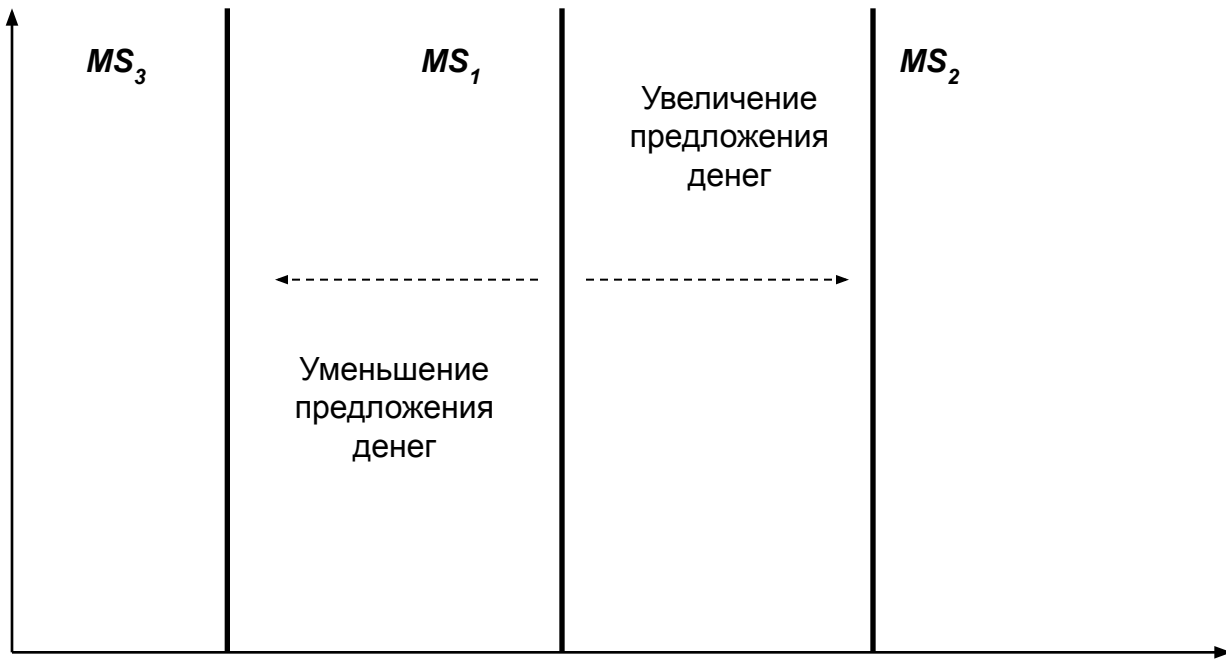 MS₃
MS₁
MS₂
Увеличение
предложения
денег
Уменьшение
предложения
денег